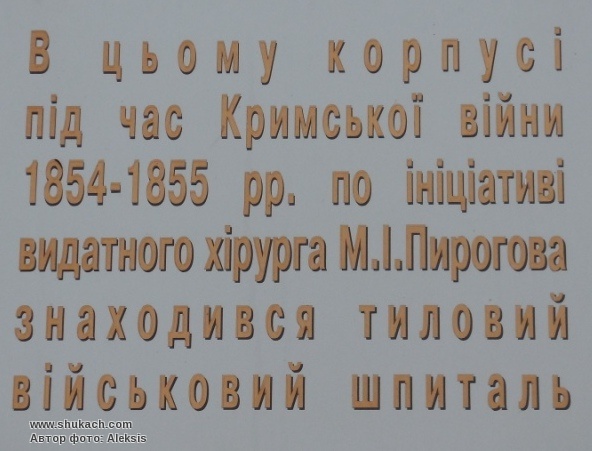 В цьому корпусі
під час Кримської війни
1854-1855 рр. по ініціативі
видатного хірурга М.І.Пирогова
знаходився тиловий
військовий шпиталь
www.shukach.com
Автор фото: Aleksis